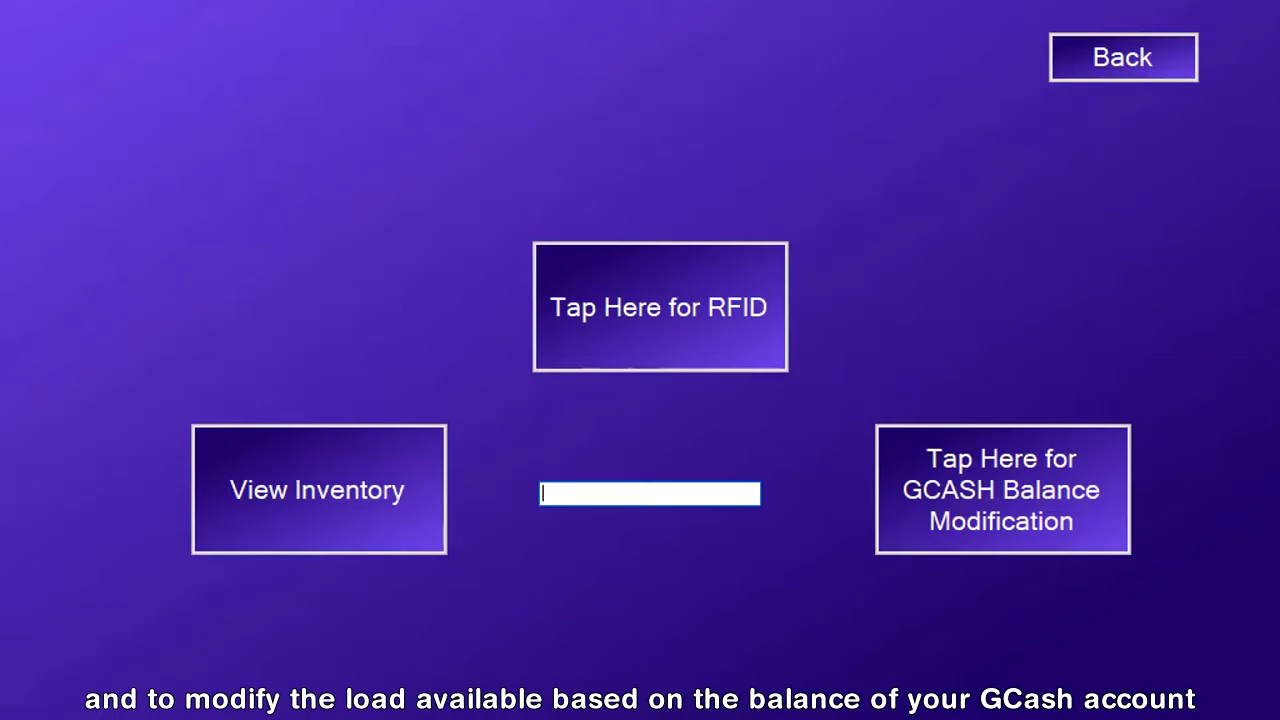 Back
Tap Here for RFID
View Inventory
Tap Here for
GCASH Balance
Modification
and to modify the load available based on the balance of your GCash account